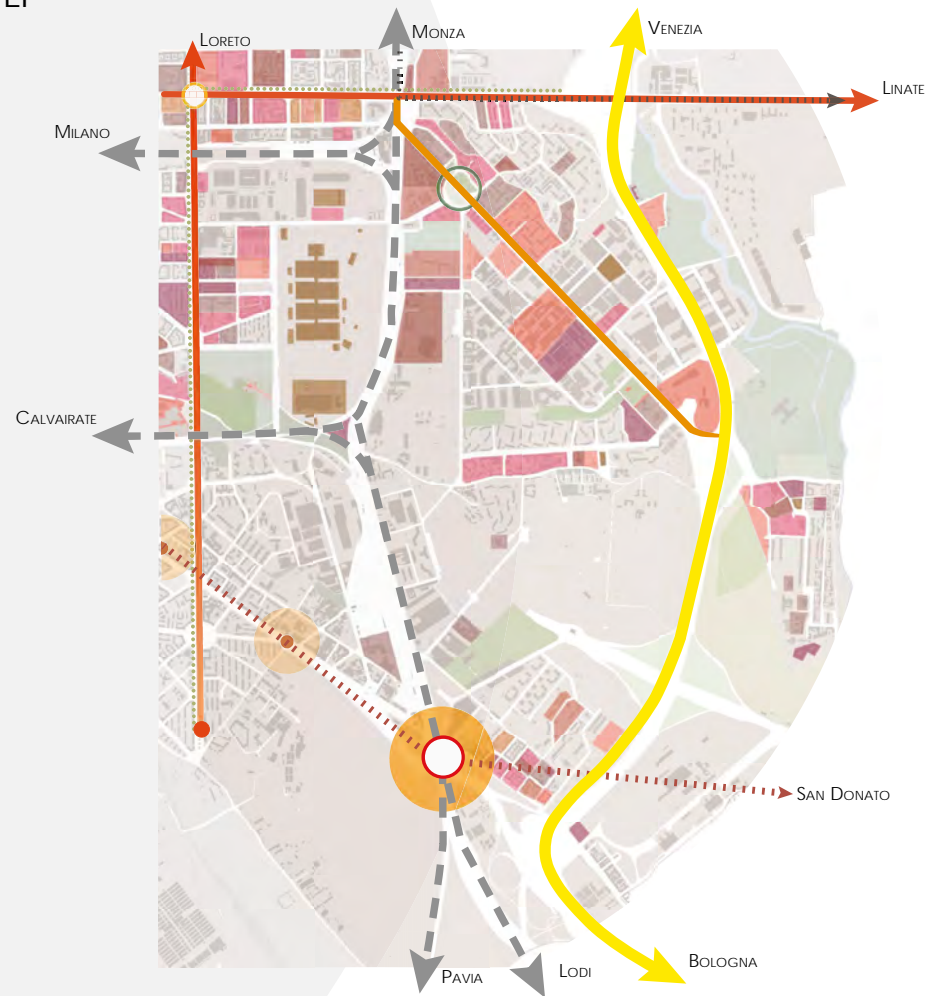 LORETO
MONZA
VENEZIA
LINATE
MILANO
CALVAIRATE
SAN DONATO
BOLOGNA
LODI
PAVIA